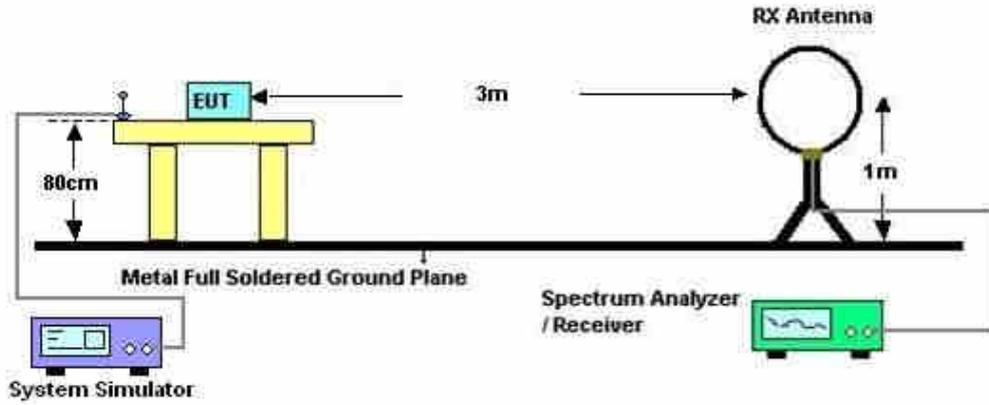 RX Antenna
EUT
3m
80cm
1m
Metal Full Soldered Ground Plane
Spectrum Analyzer
/ Receiver
System Simulator